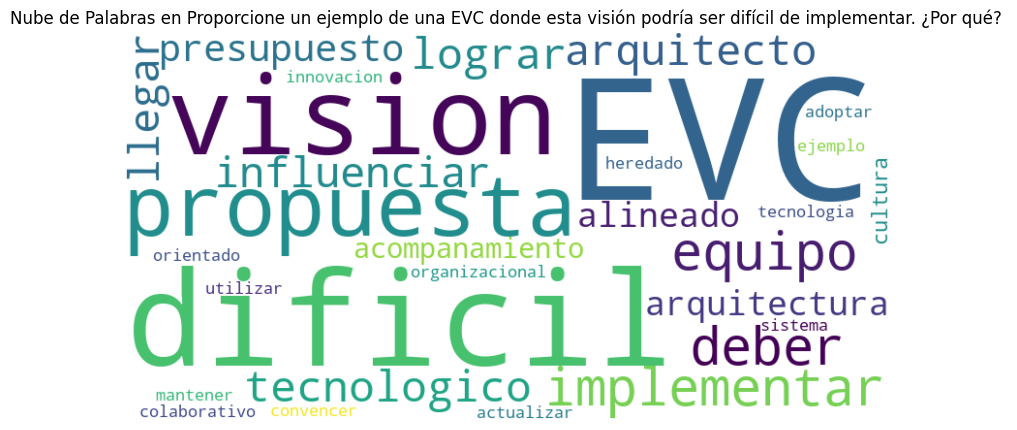 Nube de Palabras en Proporcione un ejemplo de una EVC donde esta visión podría ser difícil de implementar. ¿Por qué?
llegar
presupuesto
lograr
arquitecto
innovacion
vision
EVC
adoptar
ejemplo
heredado
influenciar
propuesta
cultura
alineado
tecnologia
acompanamiento
equipo
orientado
organizacional
utilizar
dificil
arquitectura
sistema
deber
tecnologico
implementar
mantener
colaborativo
convencer
actualizar